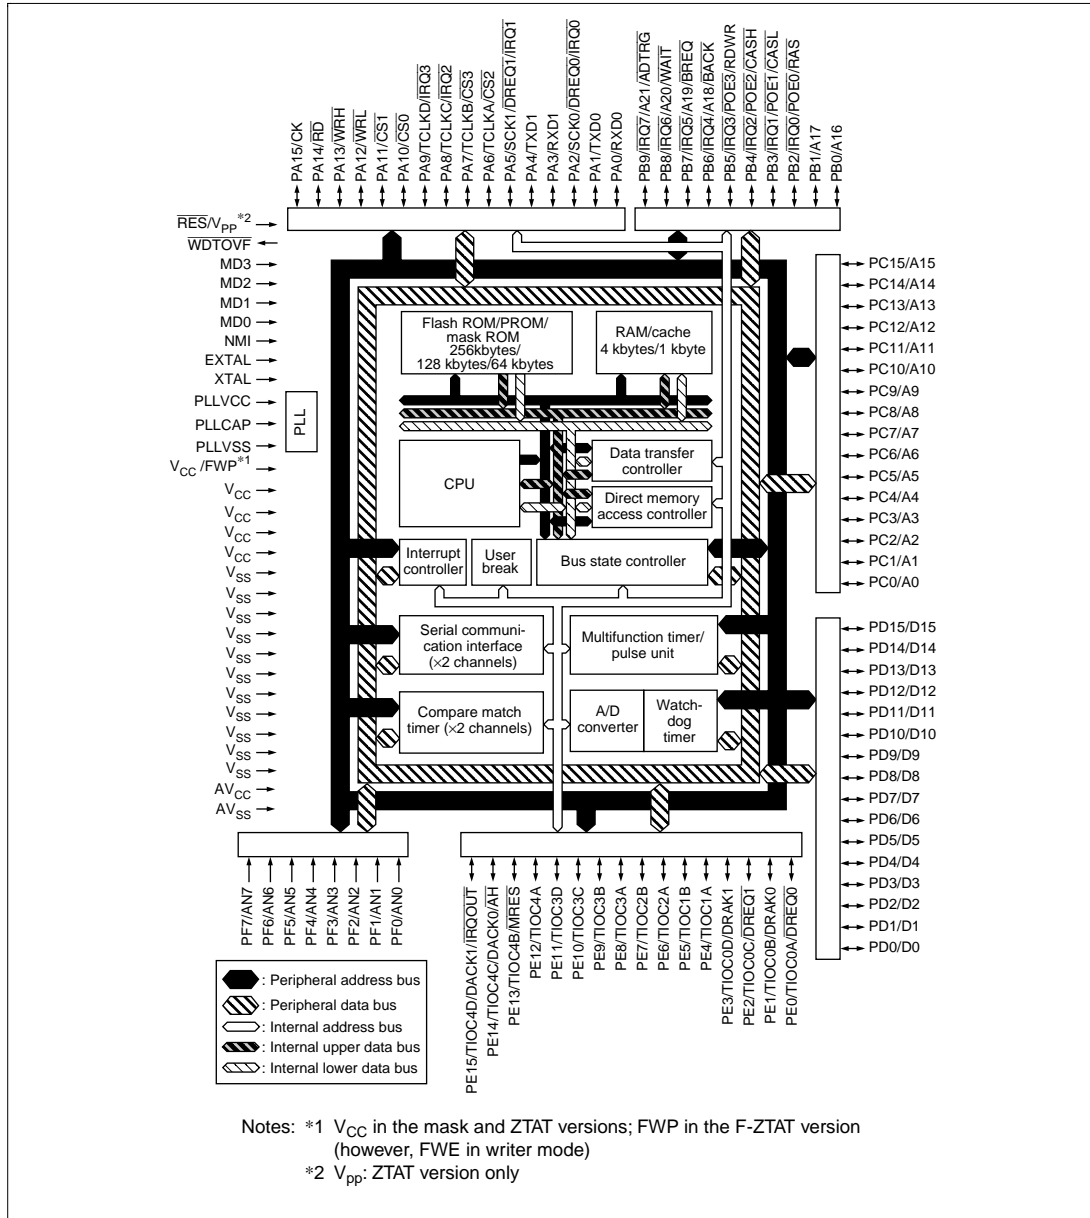 PA15/CK
PA14/RD
PA13/WRH
PA12/WRL
PA11/CS1
PA10/CS0
PA9/TCLKD/IRQ3
PA8/TCLKC/IRQ2
PA7/TCLKB/CS3
PA6/TCLKA/CS2
PA5/SCK1/DREQ1/IRQ1
PA4/TXD1
PA3/RXD1
PA2/SCK0/DREQ0/IRQ0
PA1/TXD0
PA0/RXD0
PB9/IRQ7/A21/ADTRG
PB8/IRQ6/A20/WAIT
PB7/IRQ5/A19/BREQ
PB6/IRQ4/A18/BACK
PB5/IRQ3/POE3/RDWR
PB4/IRQ2/POE2/CASH
PB3/IRQ1/POE1/CASL
PB2/IRQ0/POE0/RAS
PB1/A17
PB0/A16
RES/VPP*2
WDTOVF
MD3
MD2
MD1
MD0
NMI
EXTAL
XTAL
PLLVCC
PLLCAP
PLLVSS
VCC /FWP*1
VCC
VCC
VCC
VCC
VSS
VSS
VSS
VSS
VSS
VSS
VSS
VSS
VSS
VSS
VSS
AVCC
AVSS
PLL
Flash ROM/PROM/
mask ROM
256kbytes/
128 kbytes/64 kbytes
RAM/cache
4 kbytes/1 kbyte
CPU
Data transfer
controller
Direct memory
access controller
Interrupt
controller
User
break
Bus state controller
Serial communi-
cation interface
(×2 channels)
Multifunction timer/
pulse unit
Compare match
timer (×2 channels)
A/D
converter
Watch-
dog
timer
PC15/A15
PC14/A14
PC13/A13
PC12/A12
PC11/A11
PC10/A10
PC9/A9
PC8/A8
PC7/A7
PC6/A6
PC5/A5
PC4/A4
PC3/A3
PC2/A2
PC1/A1
PC0/A0
PD15/D15
PD14/D14
PD13/D13
PD12/D12
PD11/D11
PD10/D10
PD9/D9
PD8/D8
PD7/D7
PD6/D6
PD5/D5
PD4/D4
PD3/D3
PD2/D2
PD1/D1
PD0/D0
PF7/AN7
PF6/AN6
PF5/AN5
PF4/AN4
PF3/AN3
PF2/AN2
PF1/AN1
PF0/AN0
PE15/TIOC4D/DACK1/IRQOUT
PE14/TIOC4C/DACK0/AH
PE13/TIOC4B/MRES
PE12/TIOC4A
PE11/TIOC3D
PE10/TIOC3C
PE9/TIOC3B
PE8/TIOC3A
PE7/TIOC2B
PE6/TIOC2A
PE5/TIOC1B
PE4/TIOC1A
PE3/TIOC0D/DRAK1
PE2/TIOC0C/DREQ1
PE1/TIOC0B/DRAK0
PE0/TIOC0A/DREQ0
: Peripheral address bus
: Peripheral data bus
: Internal address bus
: Internal upper data bus
: Internal lower data bus
Notes: *1 VCC in the mask and ZTAT versions; FWP in the F-ZTAT version
(however, FWE in writer mode)
*2 Vpp: ZTAT version only